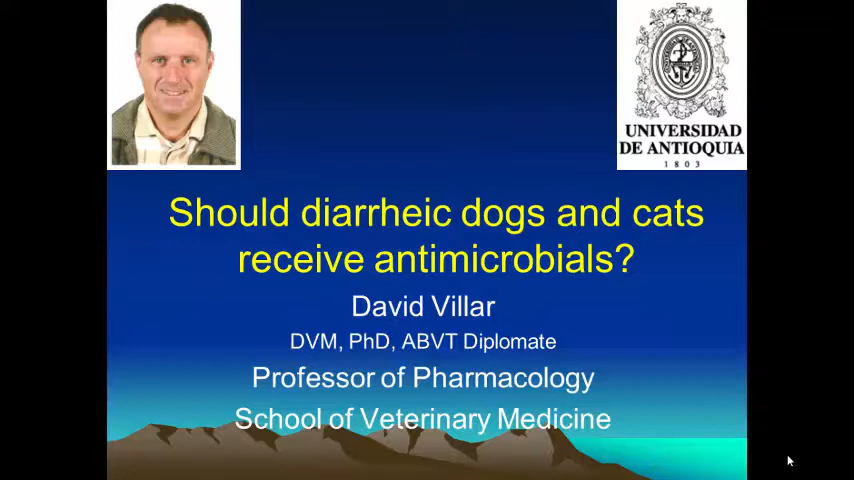 UNIVERSIDAD
DE ANTIOQUIA
1803
Should diarrheic dogs and cats
receive antimicrobials?
David Villar
DVM, PhD, ABVT Diplomate
Professor of Pharmacology
School of Veterinary Medicine